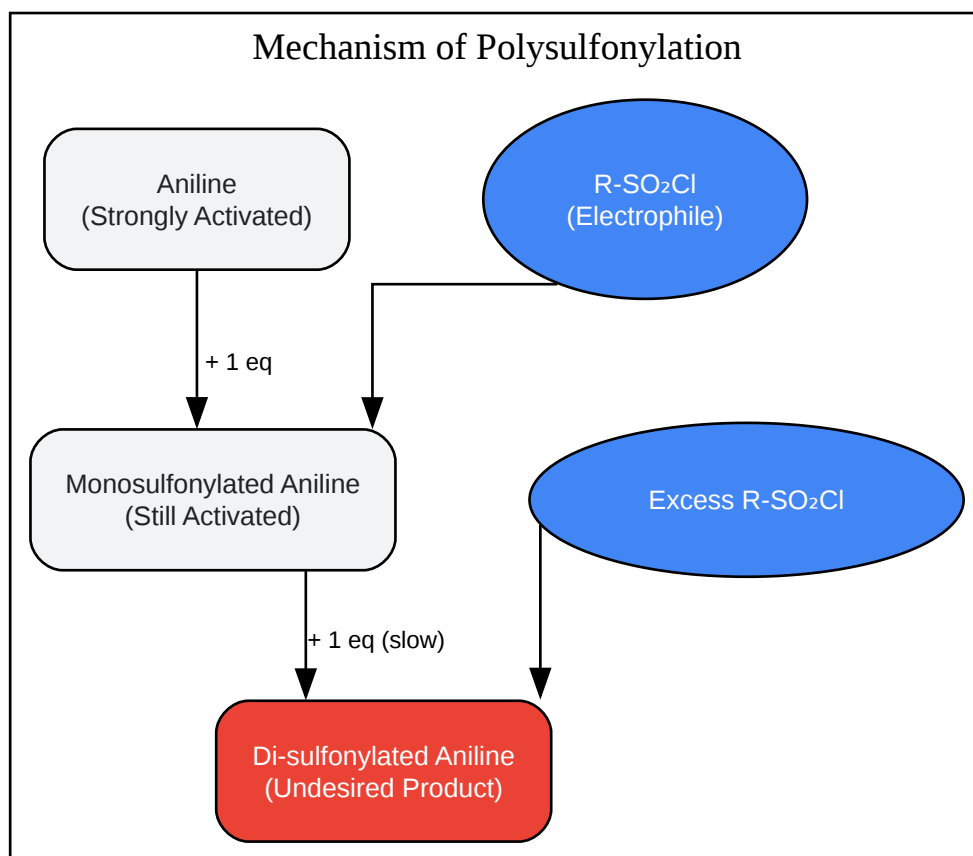 Mechanism of Polysulfonylation
Aniline
(Strongly Activated)
R-SO₂Cl
(Electrophile)
+ 1 eq
Monosulfonylated Aniline
(Still Activated)
Excess R-SO₂Cl
+ 1 eq (slow)
Di-sulfonylated Aniline
(Undesired Product)